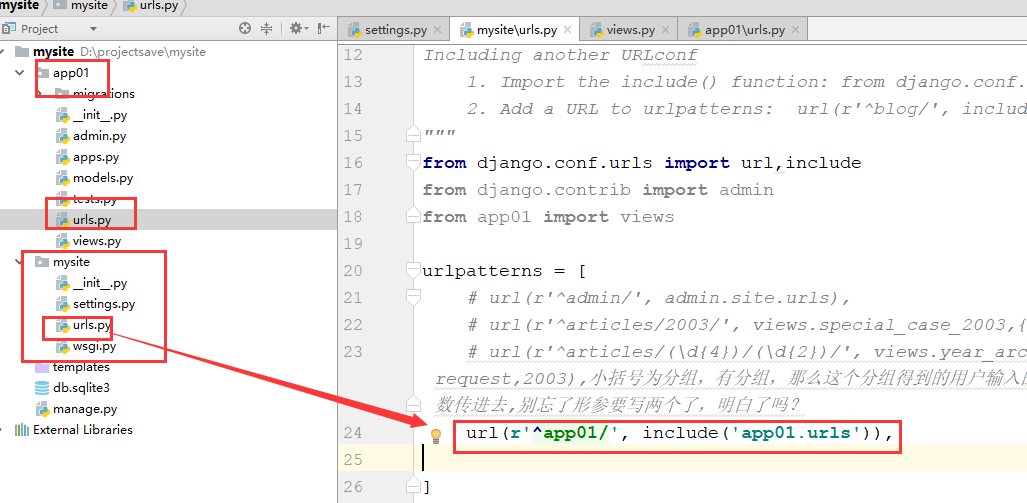 mysite mysite urls.py
Project
settings.py mysite\urls.py views.py app01\urls.py
mysite D:\projectsave\mysite
app01
migrations
__init__.py
admin.py
apps.py
models.py
tests.py
urls.py
views.py
mysite
__init__.py
settings.py
urls.py
wsgi.py
templates
db.sqlite3
manage.py
External Libraries
12 Including another URLconf
13 1. Import the include() function: from django.conf.
14 2. Add a URL to urlpatterns: url(r'^blog/', includ
15 """
16 from django.conf.urls import url,include
17 from django.contrib import admin
18 from app01 import views
19
20 urlpatterns = [
21 # url(r'^admin/', admin.site.urls),
22 # url(r'^articles/2003/', views.special_case_2003,{
23 # url(r'^articles/(\d{4})/(\d{2})/', views.year_arc
request,2003),小括号为分组，有分组，那么这个分组得到的用户输入的
数传进去,别忘了形参要写两个了，明白了吗?
24 url(r'^app01/', include('app01.urls')),
25
26 ]